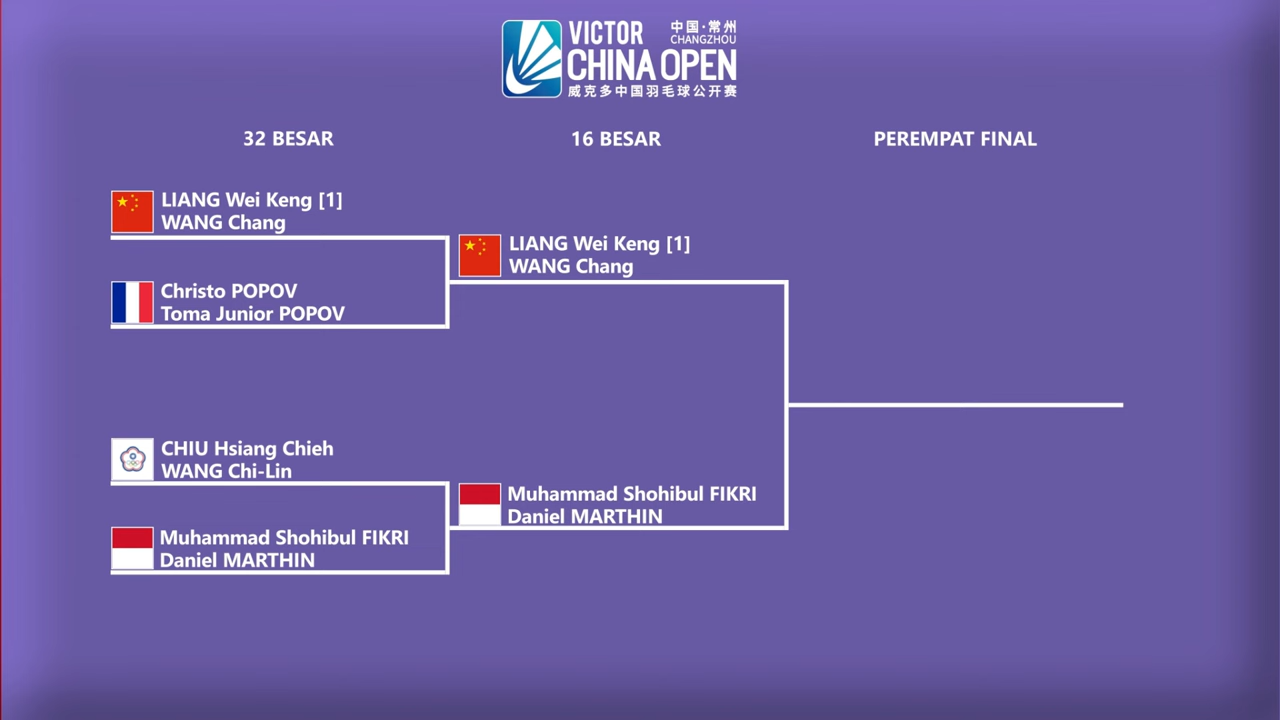 VICTOR 中国·常州
CHANGZHOU
CHINA OPEN
威克多中国羽毛球公开赛
32 BESAR
16 BESAR
PEREMPAT FINAL
LIANG Wei Keng [1]
WANG Chang
Christo POPOV
Toma Junior POPOV
CHIU Hsiang Chieh
WANG Chi-Lin
Muhammad Shohibul FIKRI
Daniel MARTHIN
LIANG Wei Keng [1]
WANG Chang
Muhammad Shohibul FIKRI
Daniel MARTHIN